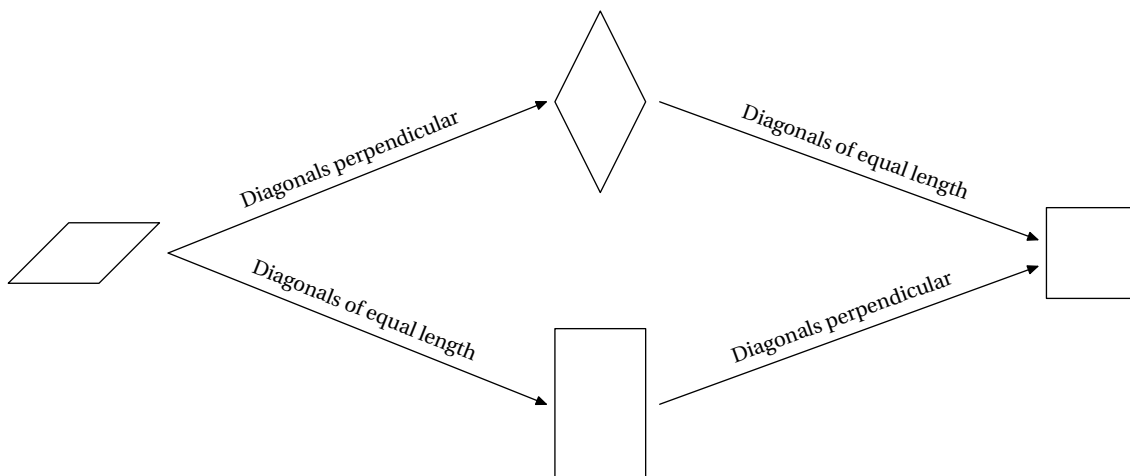 Diagonals perpendicular
Diagonals of equal length
Diagonals of equal length
Diagonals perpendicular